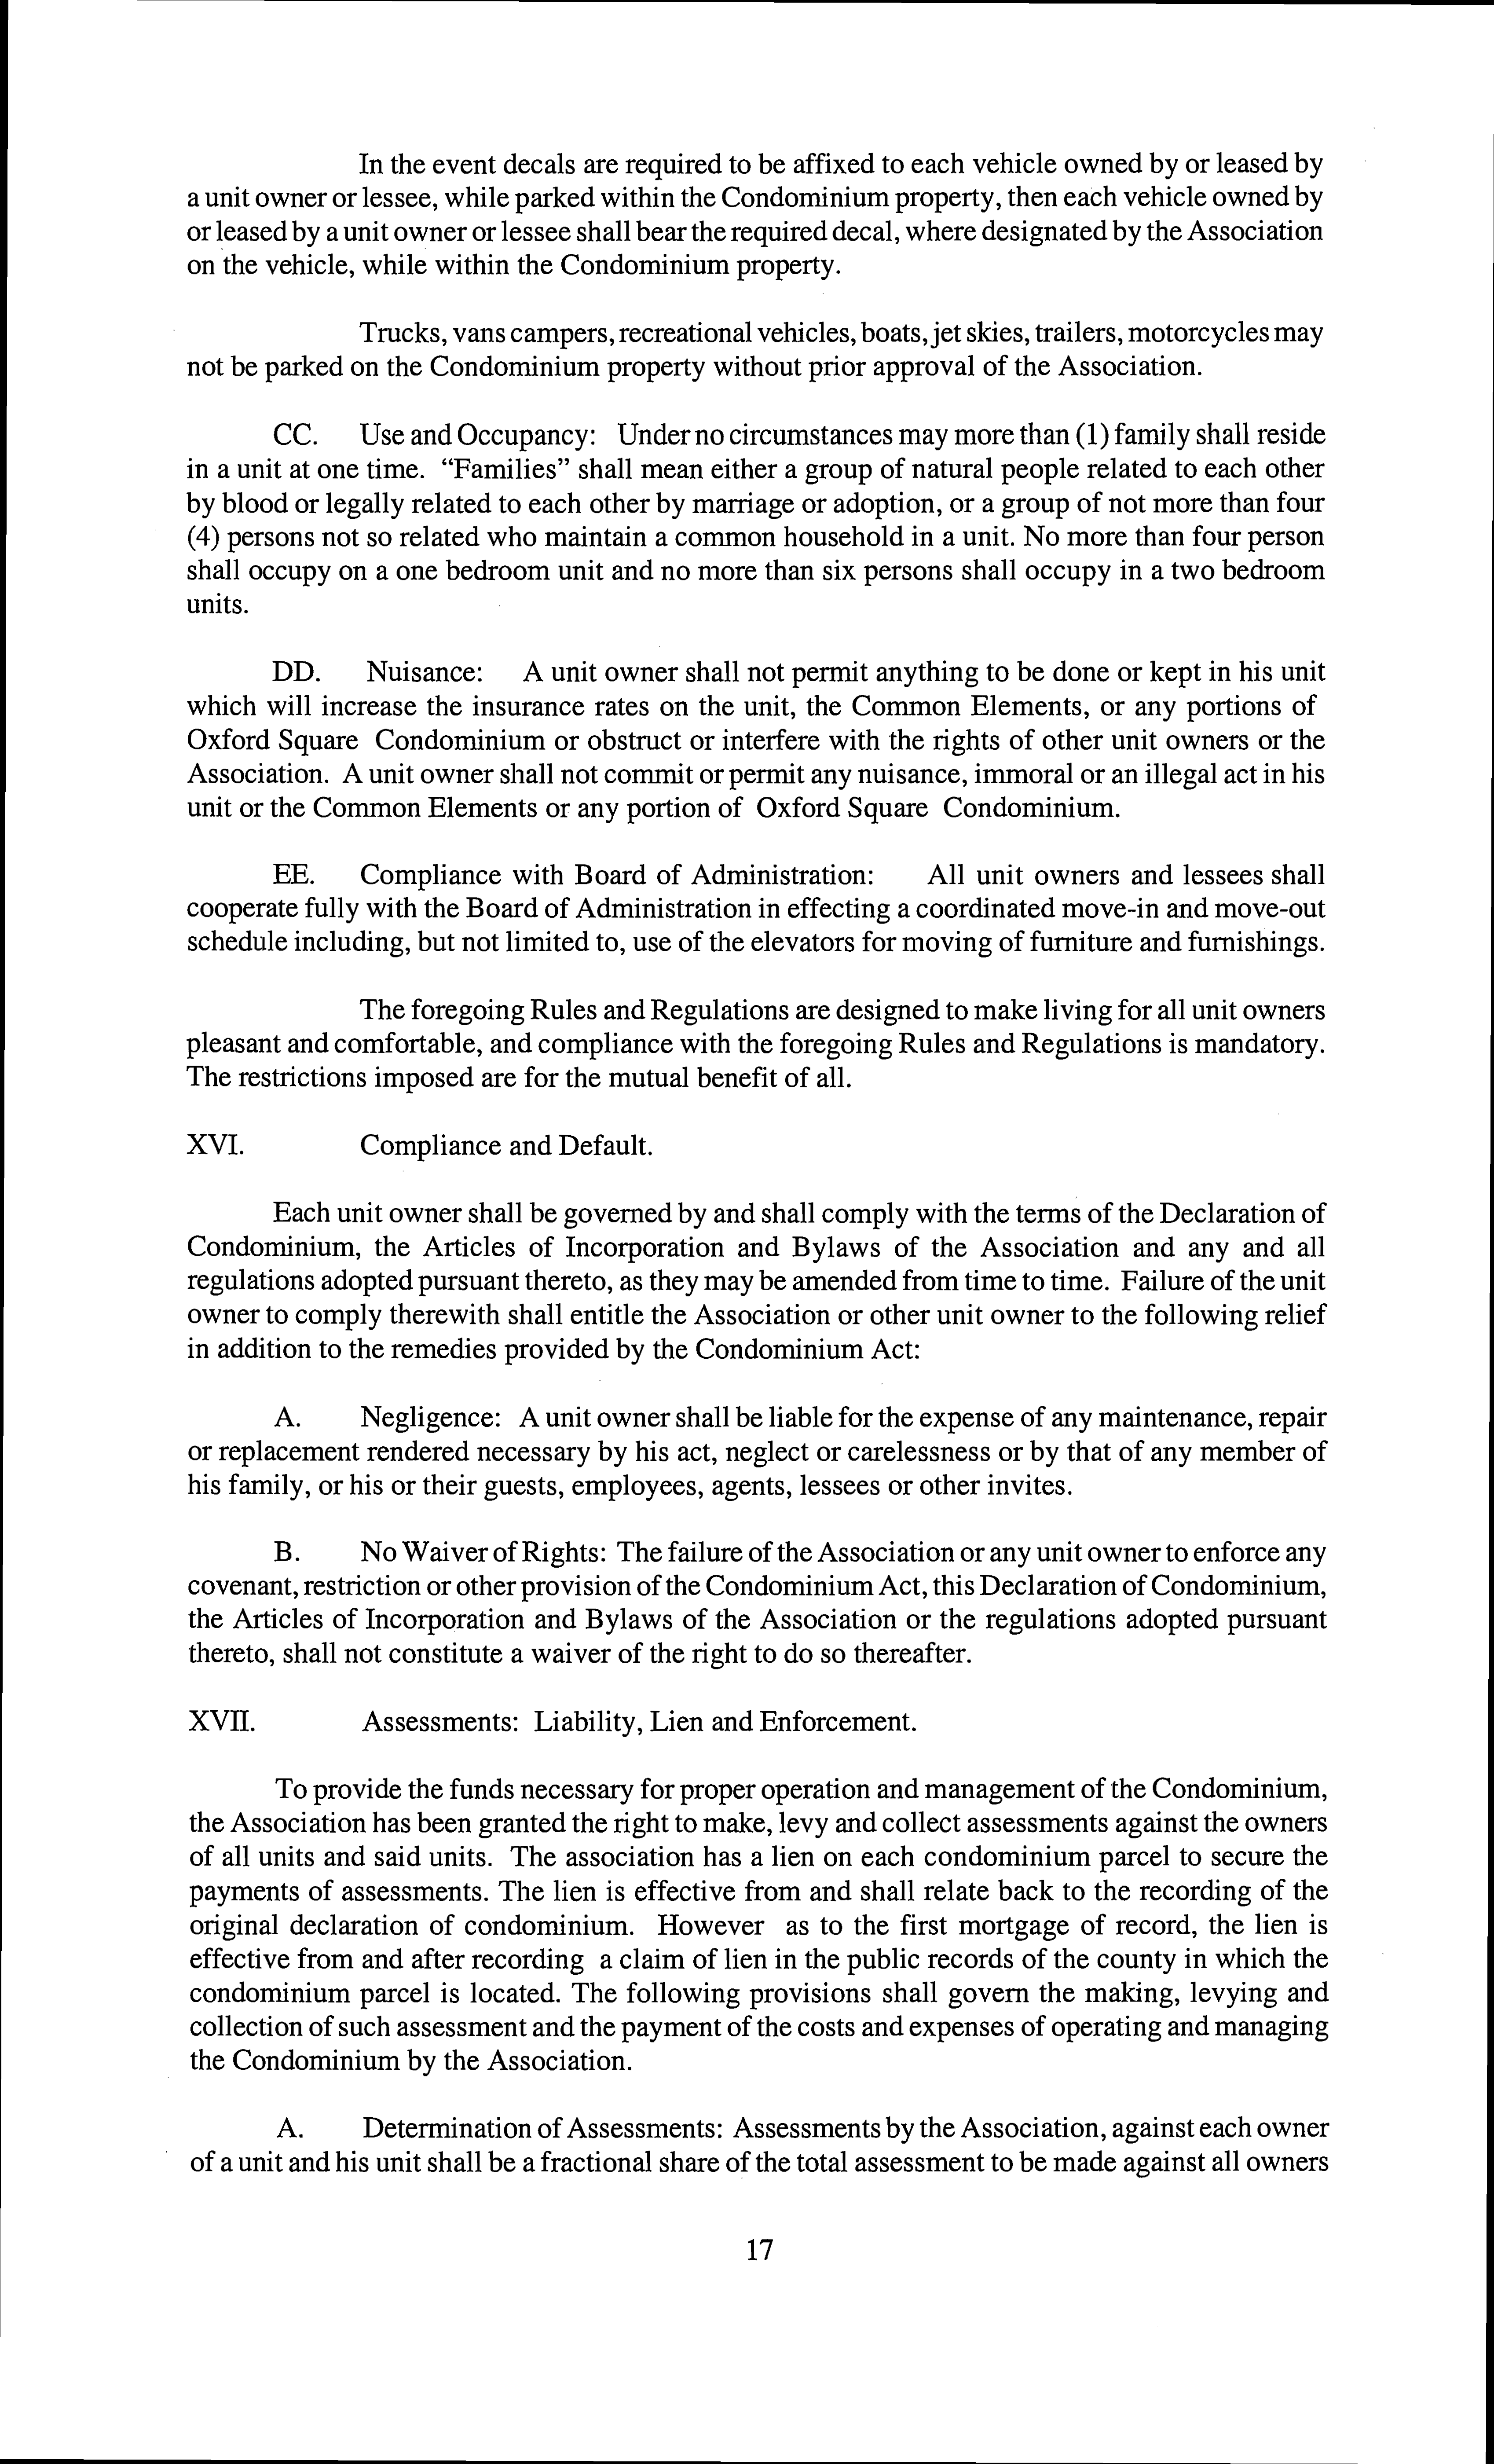 In the event decals are required to be affixed to each vehicle owned by or leased by
a unit owner or lessee, while parked within the Condominium property, then each vehicle owned by
or leased by a unit owner or lessee shall bear the required decal, where designated by the Association
on the vehicle, while within the Condominium property.
Trucks, vans campers, recreational vehicles, boats, jet skies, trailers, motorcycles may
not be parked on the Condominium property without prior approval of the Association.
CC. Use and Occupancy: Under no circumstances may more than (1) family shall reside
in a unit at one time. “Families” shall mean either a group of natural people related to each other
by blood or legally related to each other by marriage or adoption, or a group of not more than four
(4) persons not so related who maintain a common household in a unit. No more than four person
shall occupy on a one bedroom unit and no more than six persons shall occupy in a two bedroom
units.
DD. Nuisance: A unit owner shall not permit anything to be done or kept in his unit
which will increase the insurance rates on the unit, the Common Elements, or any portions of
Oxford Square Condominium or obstruct or interfere with the rights of other unit owners or the
Association. A unit owner shall not commit or permit any nuisance, immoral or an illegal act in his
unit or the Common Elements or any portion of Oxford Square Condominium.
EE. Compliance with Board of Administration: All unit owners and lessees shall
cooperate fully with the Board of Administration in effecting a coordinated move-in and move-out
schedule including, but not limited to, use of the elevators for moving of furniture and furnishings.
The foregoing Rules and Regulations are designed to make living for all unit owners
pleasant and comfortable, and compliance with the foregoing Rules and Regulations is mandatory.
The restrictions imposed are for the mutual benefit of all.
XVI. Compliance and Default.
Each unit owner shall be governed by and shall comply with the terms of the Declaration of
Condominium, the Articles of Incorporation and Bylaws of the Association and any and all
regulations adopted pursuant thereto, as they may be amended from time to time. Failure of the unit
owner to comply therewith shall entitle the Association or other unit owner to the following relief
in addition to the remedies provided by the Condominium Act:
A. Negligence: A unit owner shall be liable for the expense of any maintenance, repair
or replacement rendered necessary by his act, neglect or carelessness or by that of any member of
his family, or his or their guests, employees, agents, lessees or other invites.
B. No Waiver of Rights: The failure of the Association or any unit owner to enforce any
covenant, restriction or other provision of the Condominium Act, this Declaration of Condominium,
the Articles of Incorporation and Bylaws of the Association or the regulations adopted pursuant
thereto, shall not constitute a waiver of the right to do so thereafter.
XVII. Assessments: Liability, Lien and Enforcement.
To provide the funds necessary for proper operation and management of the Condominium,
the Association has been granted the right to make, levy and collect assessments against the owners
of all units and said units. The association has a lien on each condominium parcel to secure the
payments of assessments. The lien is effective from and shall relate back to the recording of the
original declaration of condominium. However as to the first mortgage of record, the lien is
effective from and after recording a claim of lien in the public records of the county in which the
condominium parcel is located. The following provisions shall govern the making, levying and
collection of such assessment and the payment of the costs and expenses of operating and managing
the Condominium by the Association.
A. Determination of Assessments: Assessments by the Association, against each owner
of a unit and his unit shall be a fractional share of the total assessment to be made against all owners
17